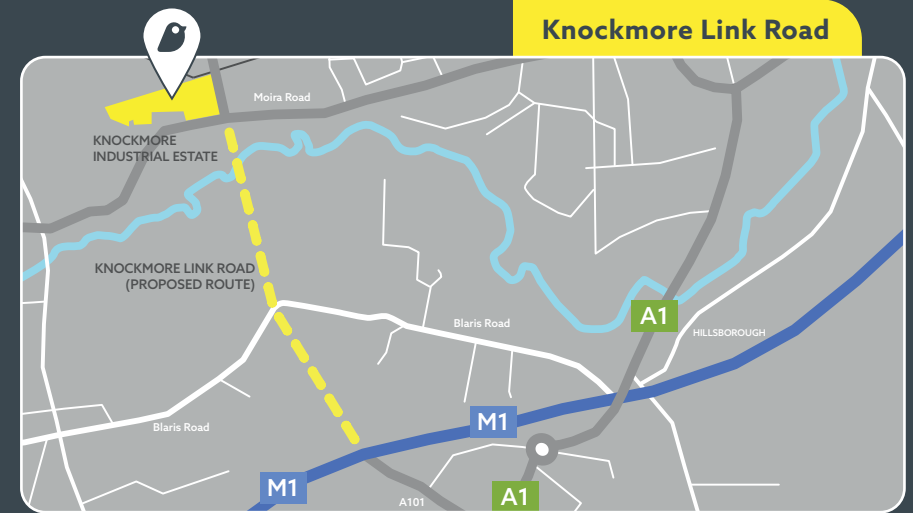 Knockmore Link Road
Moira Road
KNOCKMORE
INDUSTRIAL ESTATE
KNOCKMORE LINK ROAD
(PROPOSED ROUTE)
A1
Blaris Road
HILLSBOROUGH
M1
Blaris Road
M1
A1
A101